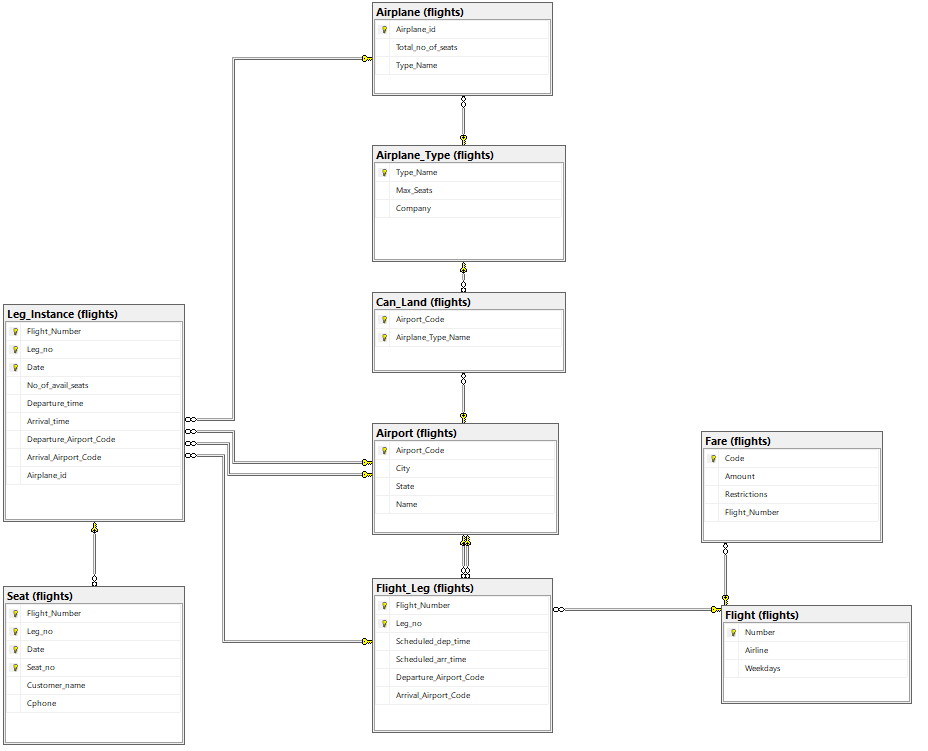 Airplane (flights)
Airplane_id
Total_no_of_seats
Type_Name
Airplane_Type (flights)
Type_Name
Max_Seats
Company
Can_Land (flights)
Airport_Code
Airplane_Type_Name
Leg_Instance (flights)
Flight_Number
Leg_no
Date
No_of_avail_seats
Departure_time
Arrival_time
Departure_Airport_Code
Arrival_Airport_Code
Airplane_id
Airport (flights)
Airport_Code
City
State
Name
Fare (flights)
Code
Amount
Restrictions
Flight_Number
Seat (flights)
Flight_Number
Leg_no
Date
Seat_no
Customer_name
Cphone
Flight_Leg (flights)
Flight_Number
Leg_no
Scheduled_dep_time
Scheduled_arr_time
Departure_Airport_Code
Arrival_Airport_Code
Flight (flights)
Number
Airline
Weekdays